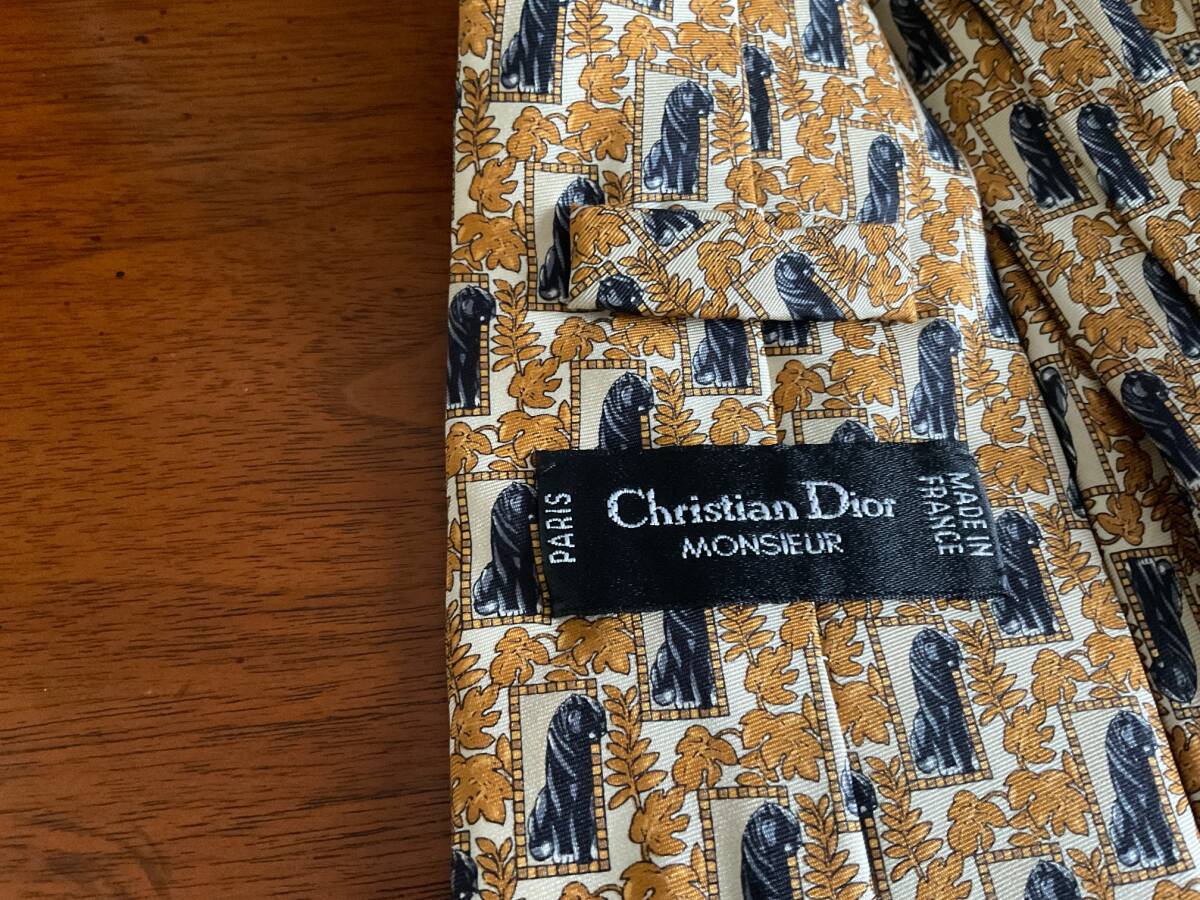 PARIS
Christian Dior
MONSIEUR
MADE IN
FRANCE